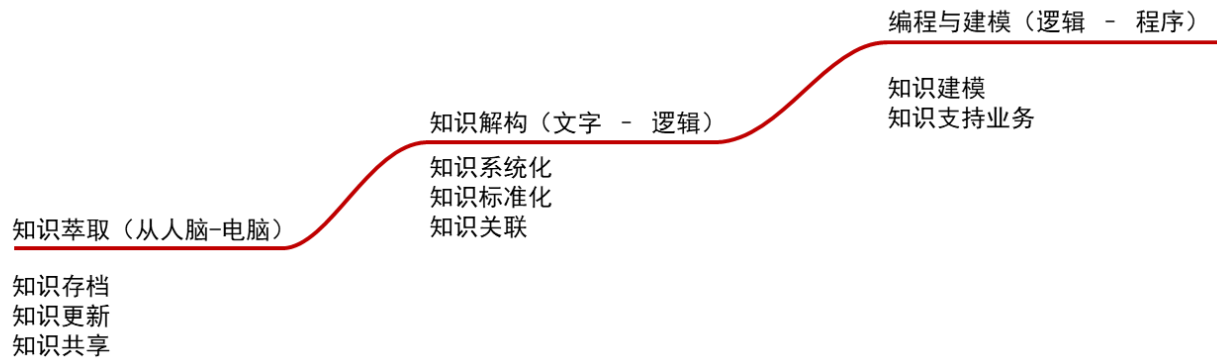 知识萃取（从人脑-电脑）
知识存档
知识更新
知识共享
知识解构（文字 - 逻辑）
知识系统化
知识标准化
知识关联
编程与建模（逻辑 - 程序）
知识建模
知识支持业务